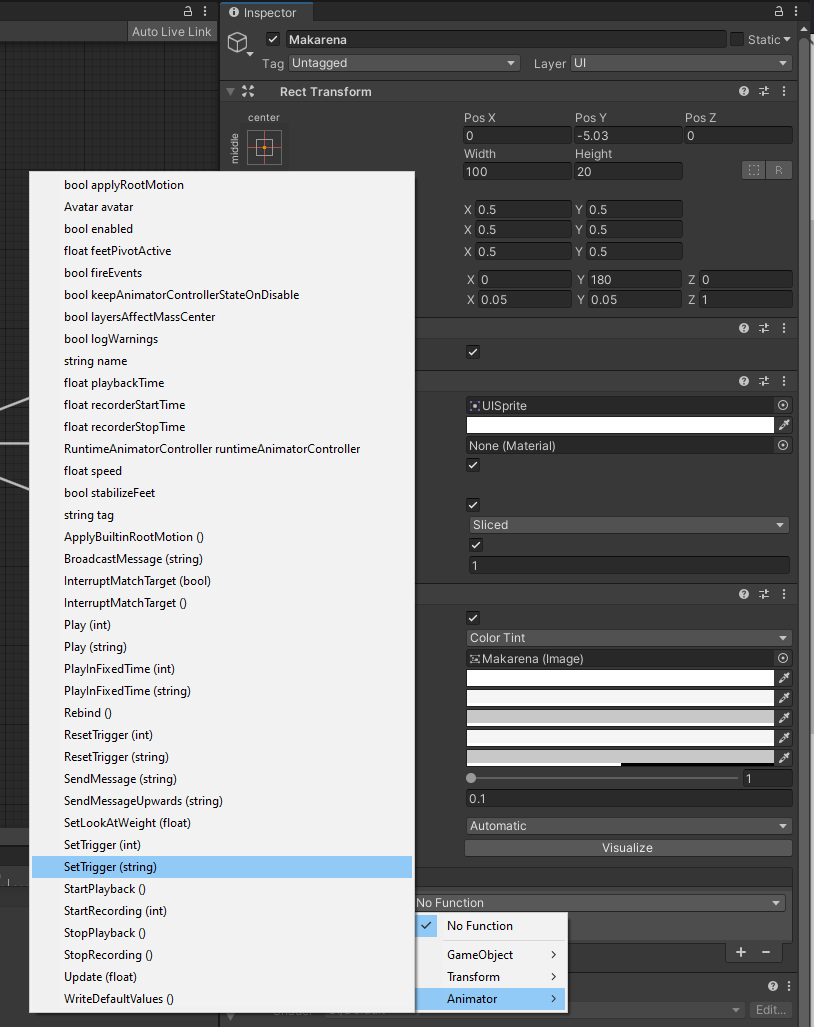 Inspector
Auto Live Link
Makarena
Static
Tag Untagged Layer UI
Rect Transform
center
middle
Pos X Pos Y Pos Z
0 -5.03 0
Width Height
100 20
R
X 0.5 Y 0.5
X 0.5 Y 0.5
X 0.5 Y 0.5
X 0 Y 180 Z 0
X 0.05 Y 0.05 Z 1
UISprite
None (Material)
Sliced
1
Color Tint
Makarena (Image)
1
0.1
Automatic
Visualize
No Function
Edit...
bool applyRootMotion
Avatar avatar
bool enabled
float feetPivotActive
bool fireEvents
bool keepAnimatorControllerStateOnDisable
bool layersAffectMassCenter
bool logWarnings
string name
float playbackTime
float recorderStartTime
float recorderStopTime
RuntimeAnimatorController runtimeAnimatorController
float speed
bool stabilizeFeet
string tag
ApplyBuiltinRootMotion ()
BroadcastMessage (string)
InterruptMatchTarget (bool)
InterruptMatchTarget ()
Play (int)
Play (string)
PlayInFixedTime (int)
PlayInFixedTime (string)
Rebind ()
ResetTrigger (int)
ResetTrigger (string)
SendMessage (string)
SendMessageUpwards (string)
SetLookAtWeight (float)
SetTrigger (int)
SetTrigger (string)
StartPlayback ()
StartRecording (int)
StopPlayback ()
StopRecording ()
Update (float)
WriteDefaultValues ()
No Function
GameObject
Transform
Animator